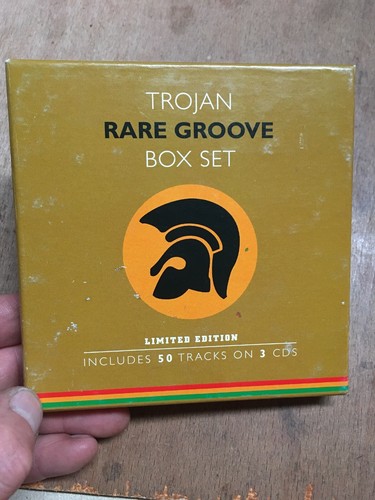 TROJAN
RARE GROOVE
BOX SET
LIMITED EDITION
INCLUDES 50 TRACKS ON 3 CDS